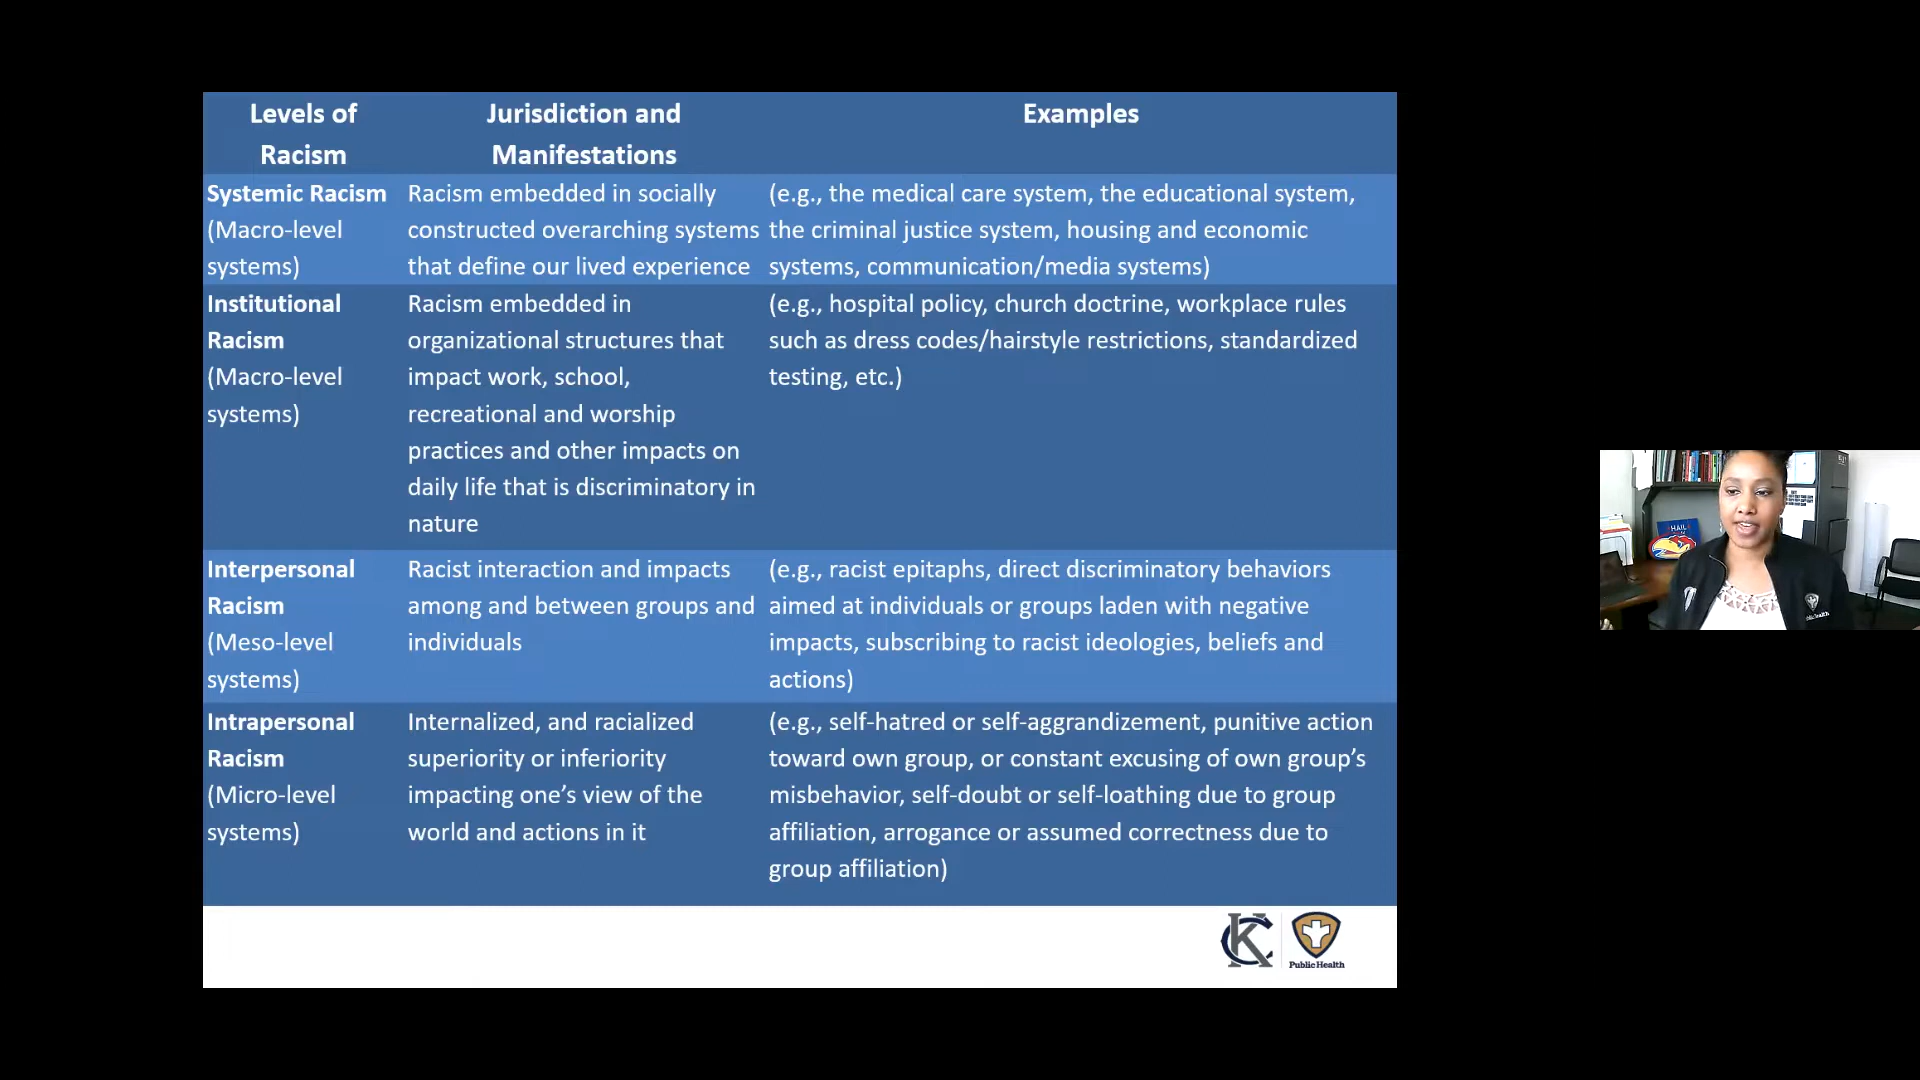 Levels of
Racism
Jurisdiction and
Manifestations
Examples
Systemic Racism
(Macro-level
systems)
Racism embedded in socially
constructed overarching systems
that define our lived experience
(e.g., the medical care system, the educational system,
the criminal justice system, housing and economic
systems, communication/media systems)
Institutional
Racism
(Macro-level
systems)
Racism embedded in
organizational structures that
impact work, school,
recreational and worship
practices and other impacts on
daily life that is discriminatory in
nature
(e.g., hospital policy, church doctrine, workplace rules
such as dress codes/hairstyle restrictions, standardized
testing, etc.)
Interpersonal
Racism
(Meso-level
systems)
Racist interaction and impacts
among and between groups and
individuals
(e.g., racist epitaphs, direct discriminatory behaviors
aimed at individuals or groups laden with negative
impacts, subscribing to racist ideologies, beliefs and
actions)
Intrapersonal
Racism
(Micro-level
systems)
Internalized, and racialized
superiority or inferiority
impacting one’s view of the
world and actions in it
(e.g., self-hatred or self-aggrandizement, punitive action
toward own group, or constant excusing of own group’s
misbehavior, self-doubt or self-loathing due to group
affiliation, arrogance or assumed correctness due to
group affiliation)
KC
Public Health
HAIL